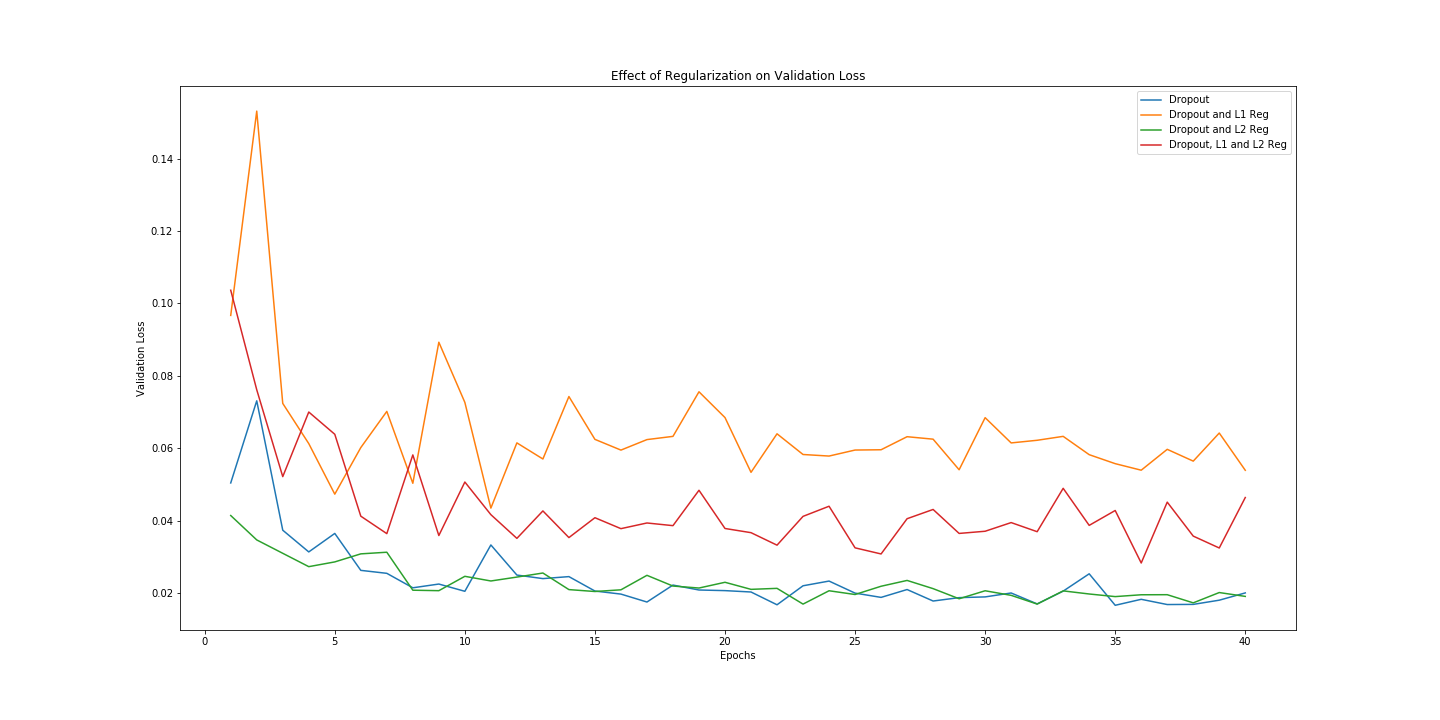 Effect of Regularization on Validation Loss
Dropout
Dropout and L1 Reg
Dropout and L2 Reg
Dropout, L1 and L2 Reg
Validation Loss
0.14
0.12
0.10
0.08
0.06
0.04
0.02
0 5 10 15 20 25 30 35 40
Epochs